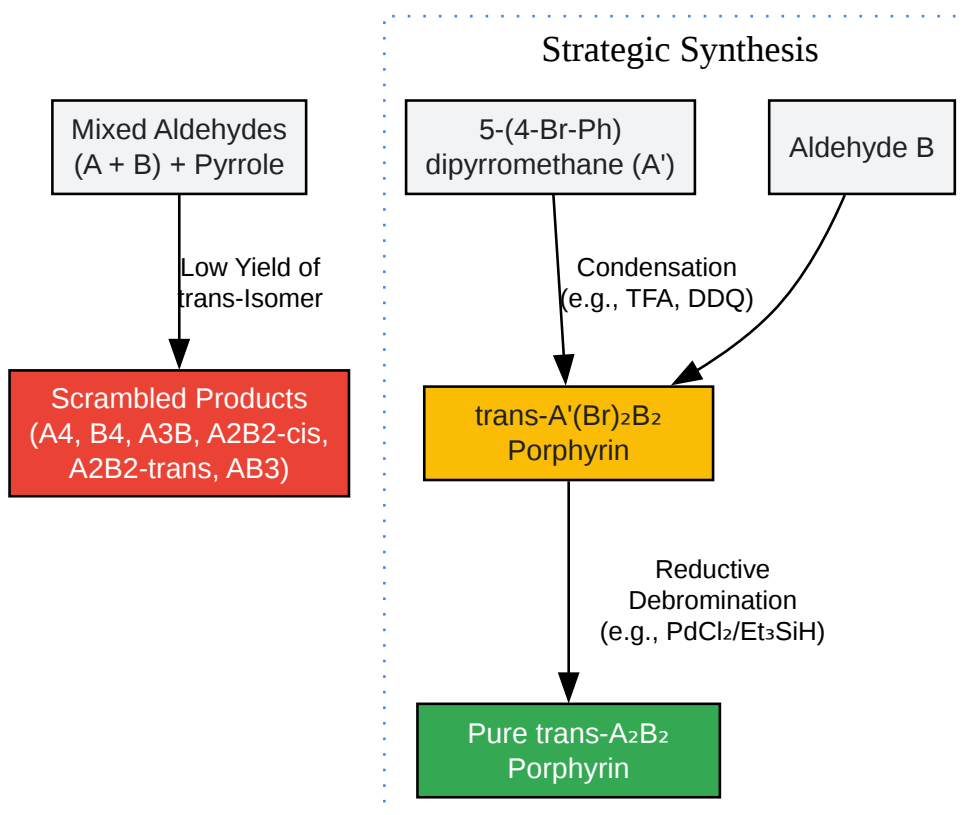 Strategic Synthesis
Mixed Aldehydes
(A + B) + Pyrrole
5-(4-Br-Ph)
dipyrromethane (A')
Aldehyde B
Low Yield of
trans-Isomer
Condensation
(e.g., TFA, DDQ)
Scrambled Products
(A4, B4, A3B, A2B2-cis,
A2B2-trans, AB3)
trans-A'(Br)₂B₂
Porphyrin
Reductive
Debromination
(e.g., PdCl₂/Et₃SiH)
Pure trans-A₂B₂
Porphyrin